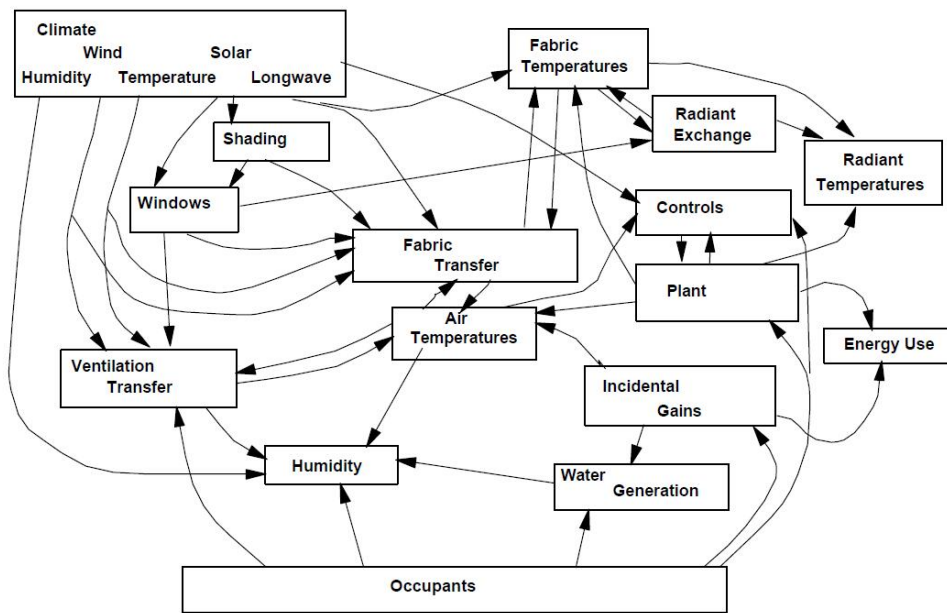 Climate
Wind Solar
Humidity Temperature Longwave
Fabric
Temperatures
Radiant
Exchange
Shading
Radiant
Temperatures
Windows
Controls
Fabric
Transfer
Plant
Air
Temperatures
Energy Use
Ventilation
Transfer
Incidental
Gains
Humidity
Water
Generation
Occupants